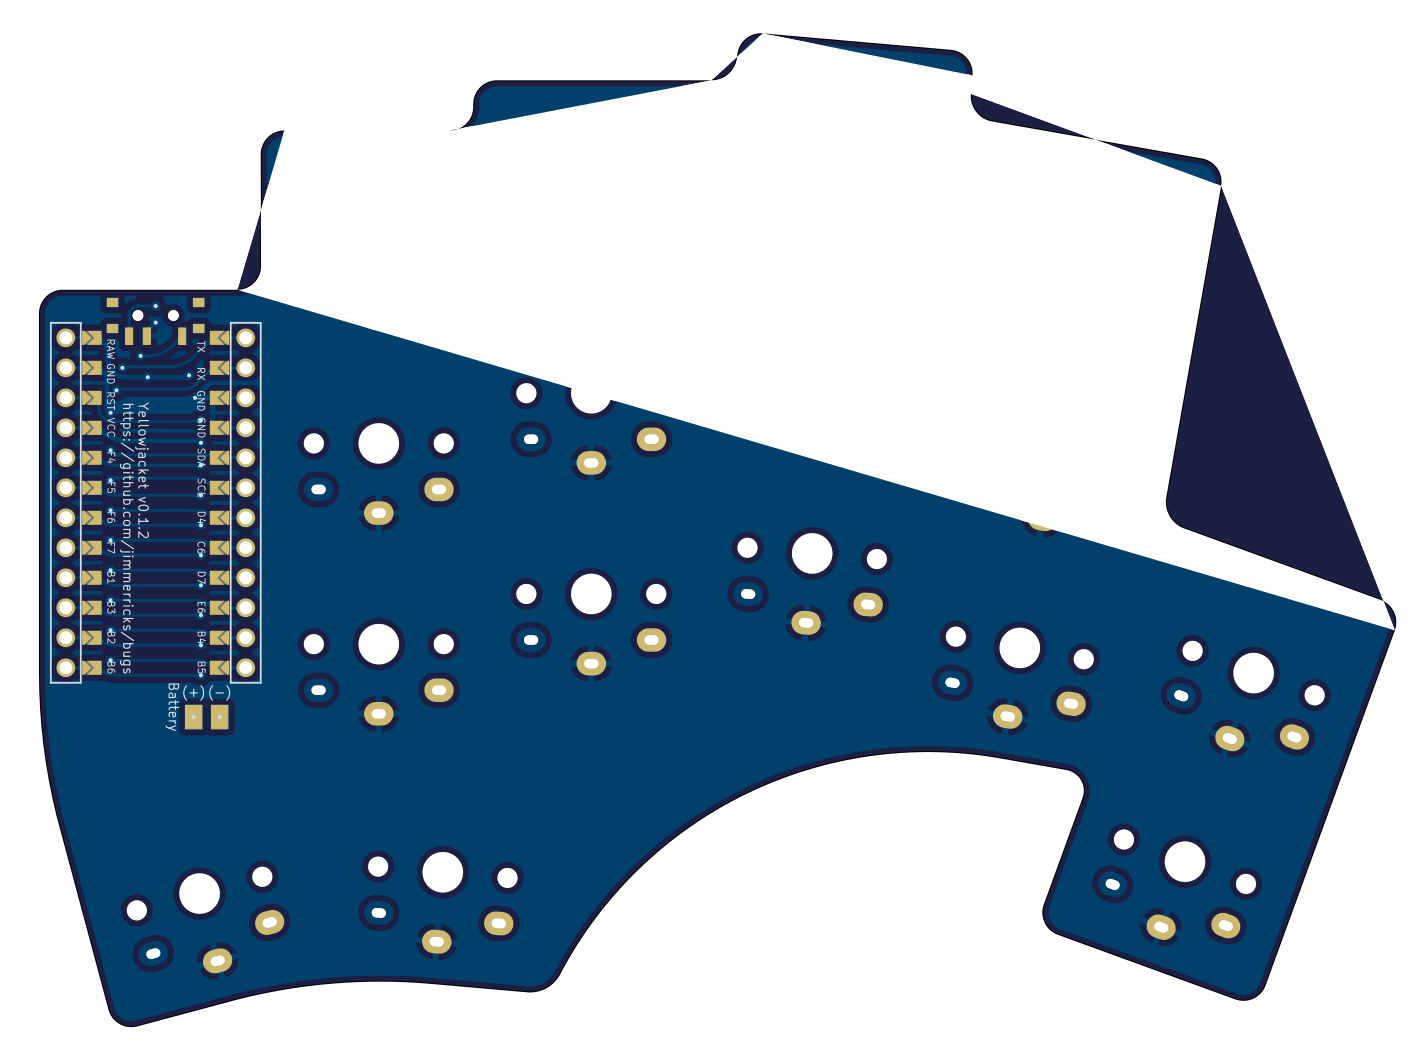 RAW
GND
RST
VCC
F4
F5
F6
F7
B1
B3
B2
B6
Yellowjacket v0.1.2
https://github.com/jimmerricks/bugs
TX
RX
GND
GND
SDA
SCL
D4
C6
D7
E6
B4
B5
(+) (-)
Battery